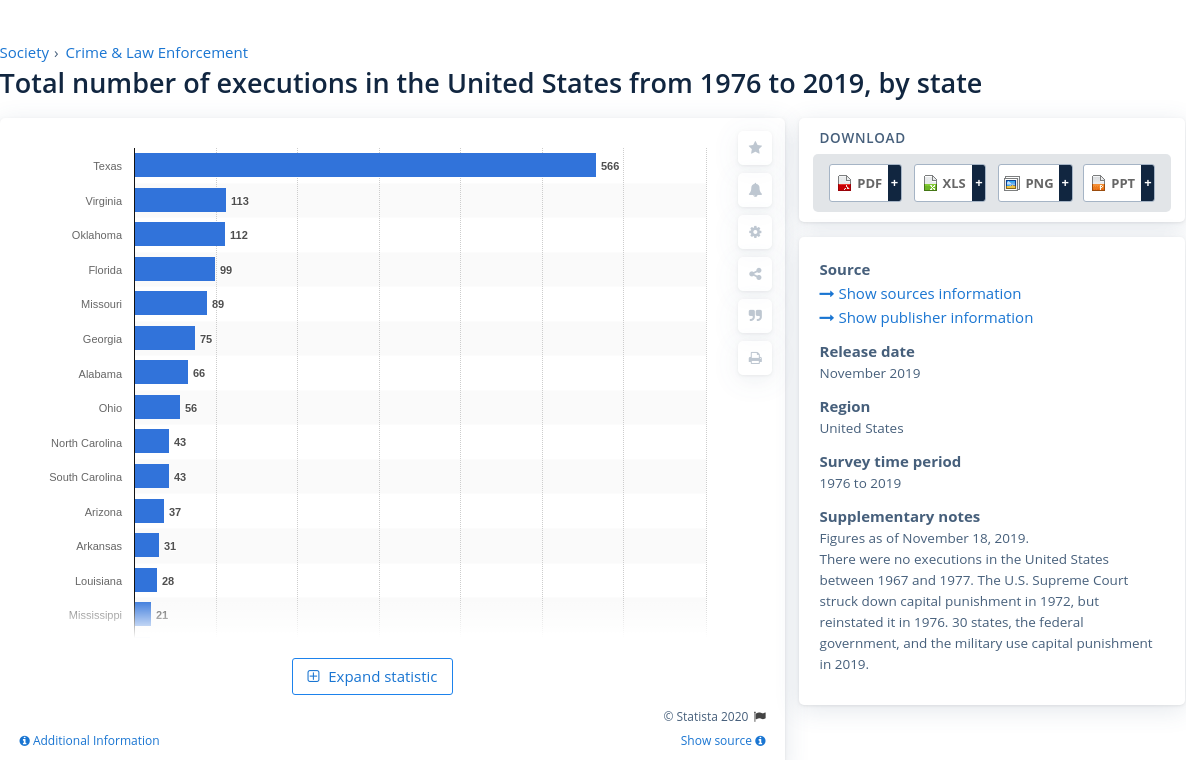 Society › Crime & Law Enforcement
Total number of executions in the United States from 1976 to 2019, by state
Texas 566
Virginia 113
Oklahoma 112
Florida 99
Missouri 89
Georgia 75
Alabama 66
Ohio 56
North Carolina 43
South Carolina 43
Arizona 37
Arkansas 31
Louisiana 28
Mississippi 21
Expand statistic
© Statista 2020
Additional Information
Show source
DOWNLOAD
PDF + XLS + PNG + PPT +
Source
Show sources information
Show publisher information
Release date
November 2019
Region
United States
Survey time period
1976 to 2019
Supplementary notes
Figures as of November 18, 2019.
There were no executions in the United States
between 1967 and 1977. The U.S. Supreme Court
struck down capital punishment in 1972, but
reinstated it in 1976. 30 states, the federal
government, and the military use capital punishment
in 2019.